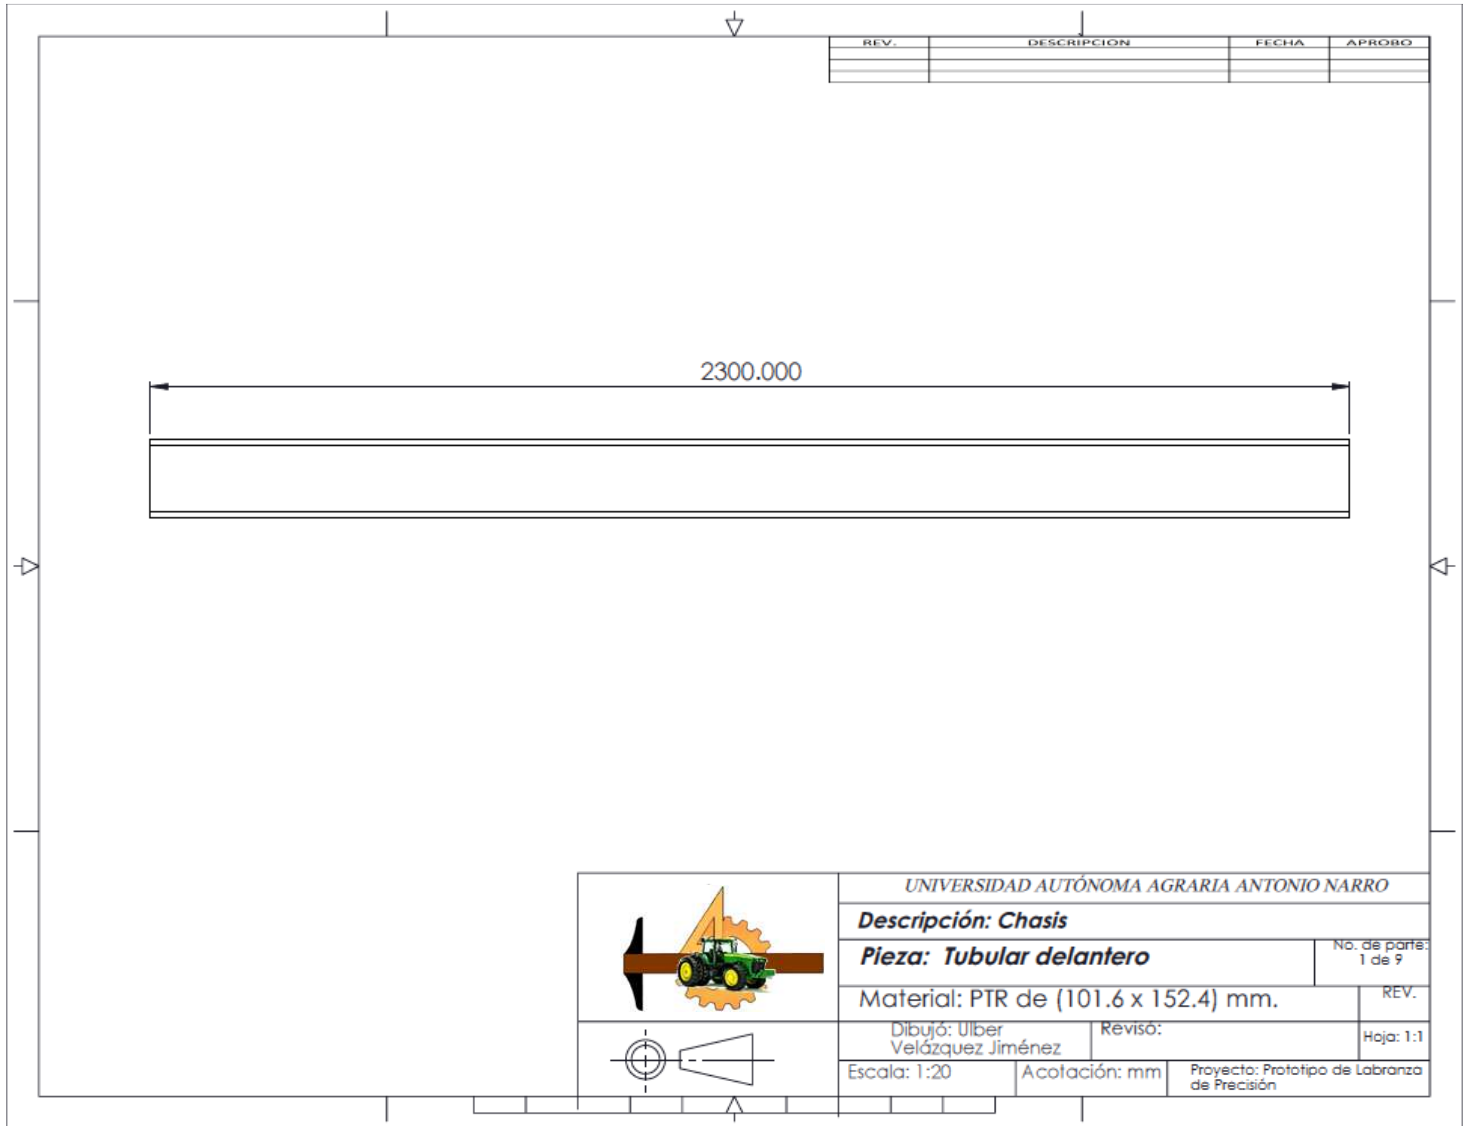 REV. DESCRIPCION FECHA APROBO
2300.000
UNIVERSIDAD AUTÓNOMA AGRARIA ANTONIO NARRO
Descripción: Chasis
Pieza: Tubular delantero
No. de parte:
1 de 9
Material: PTR de (101.6 x 152.4) mm.
REV.
Dibujó: Ulber
Velázquez Jiménez
Revisó:
Hoja: 1:1
Escala: 1:20
Acotación: mm
Proyecto: Prototipo de Labranza
de Precisión